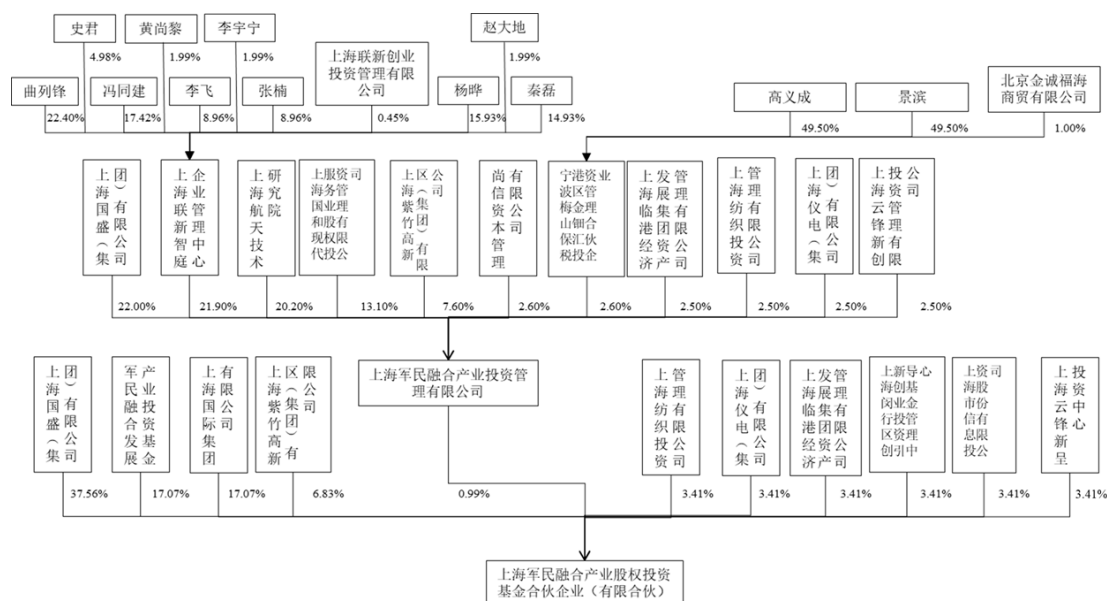 史君
黄尚黎
李宇宁
赵大地
4.98%
1.99%
1.99%
1.99%
曲列锋
冯同建
李飞
张楠
上海联新创业
投资管理有限
公司
杨晔
秦磊
高义成
景滨
北京金诚福海
商贸有限公司
22.40%
17.42%
8.96%
8.96%
0.45%
15.93%
14.93%
49.50%
49.50%
1.00%
上海国盛（集
团）有限公司
上海联新智庭
企业管理中心
上海航天技术
研究院
上海国和现代
服务业股权投
资管理有限公
司
上海紫竹高新
区（集团）有限
公司
尚信资本管理
有限公司
宁波梅山保税
港区金钿汇投
资管理合伙企
业
上海临港经济
发展集团资产
管理有限公司
上海纺织投资
管理有限公司
上海仪电（集
团）有限公司
上海云锋新创
投资管理有限
公司
22.00%
21.90%
20.20%
13.10%
7.60%
2.60%
2.60%
2.50%
2.50%
2.50%
2.50%
上海国盛（集
团）有限公司
军民融合发展
产业投资基金
上海国际集团
有限公司
上海紫竹高新
区（集团）有
限公司
上海军民融合产业投资管
理有限公司
上海纺织投资
管理有限公司
上海仪电（集
团）有限公司
上海临港经济
发展集团资产
管理有限公司
上海闵行区创
新创业投资引
导基金管理中
心
上海市信息投
资股份有限公
司
上海云锋新呈
投资中心
37.56%
17.07%
17.07%
6.83%
0.99%
3.41%
3.41%
3.41%
3.41%
3.41%
3.41%
上海军民融合产业股权投资
基金合伙企业（有限合伙）